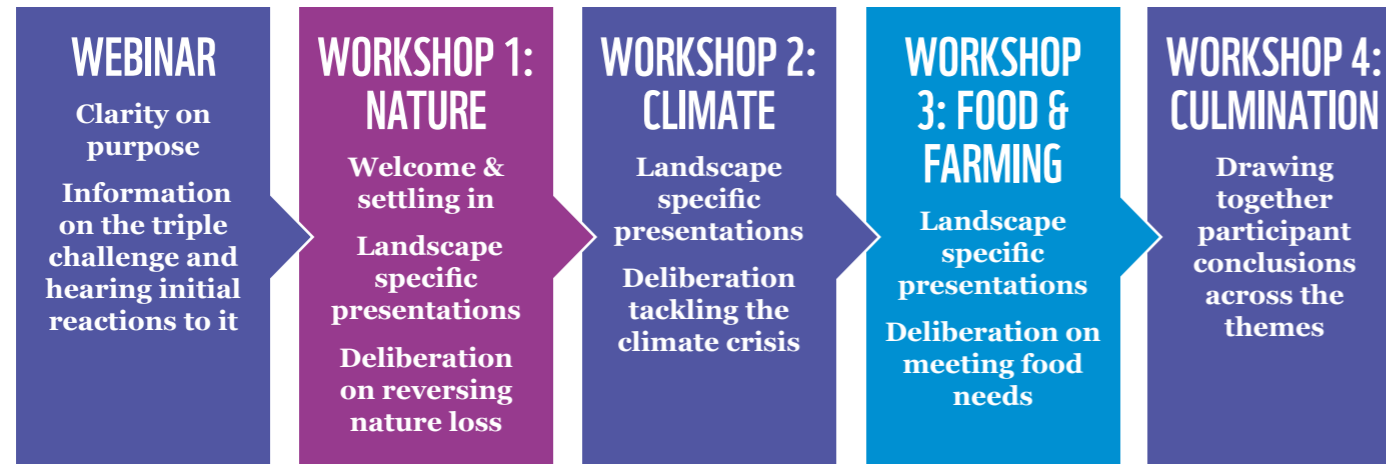 WEBINAR
Clarity on
purpose
Information
on the triple
challenge and
hearing initial
reactions to it
WORKSHOP 1:
NATURE
Welcome &
settling in
Landscape
specific
presentations
Deliberation
on reversing
nature loss
WORKSHOP 2:
CLIMATE
Landscape
specific
presentations
Deliberation
tackling the
climate crisis
WORKSHOP
3: FOOD &
FARMING
Landscape
specific
presentations
Deliberation on
meeting food
needs
WORKSHOP 4:
CULMINATION
Drawing
together
participant
conclusions
across the
themes